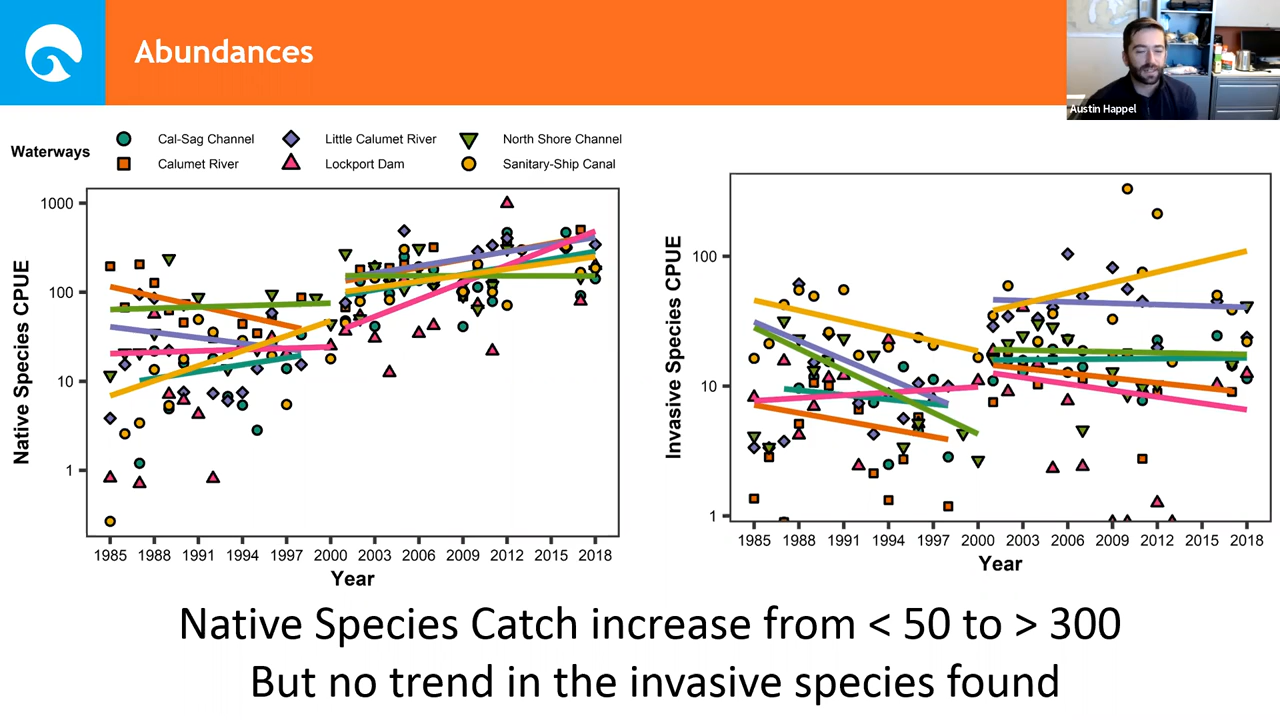 Abundances
Austin Happel
Waterways
Cal-Sag Channel
Little Calumet River
North Shore Channel
Calumet River
Lockport Dam
Sanitary-Ship Canal
Native Species CPUE
1000
100
10
1
1985 1988 1991 1994 1997 2000 2003 2006 2009 2012 2015 2018
Year
Invasive Species CPUE
100
10
1
1985 1988 1991 1994 1997 2000 2003 2006 2009 2012 2015 2018
Year
Native Species Catch increase from < 50 to > 300
But no trend in the invasive species found